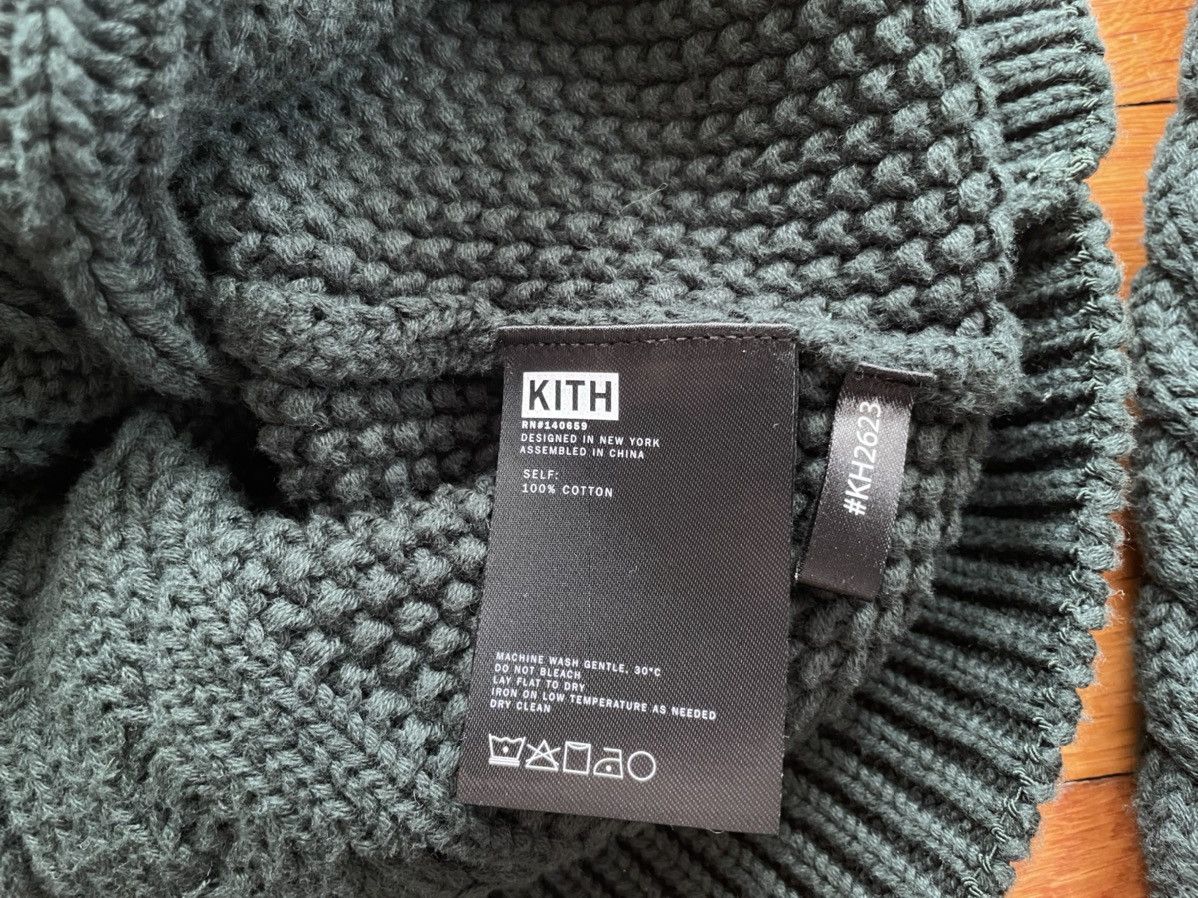 KITH
RN#140659
DESIGNED IN NEW YORK
ASSEMBLED IN CHINA
SELF:
100% COTTON
MACHINE WASH GENTLE, 30°C
DO NOT BLEACH
LAY FLAT TO DRY
IRON ON LOW TEMPERATURE AS NEEDED
DRY CLEAN
#KH2623